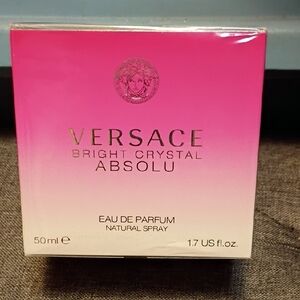 VERSACE
BRIGHT CRYSTAL
ABSOLU
EAU DE PARFUM
NATURAL SPRAY
50 ml ℮ 1.7 US fl.oz.